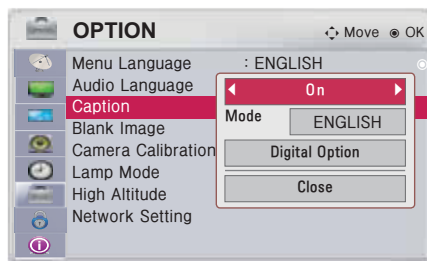 OPTION
Move OK
Menu Language : ENGLISH
Audio Language
Caption
Blank Image
Camera Calibration
Lamp Mode
High Altitude
Network Setting
On
Mode ENGLISH
Digital Option
Close